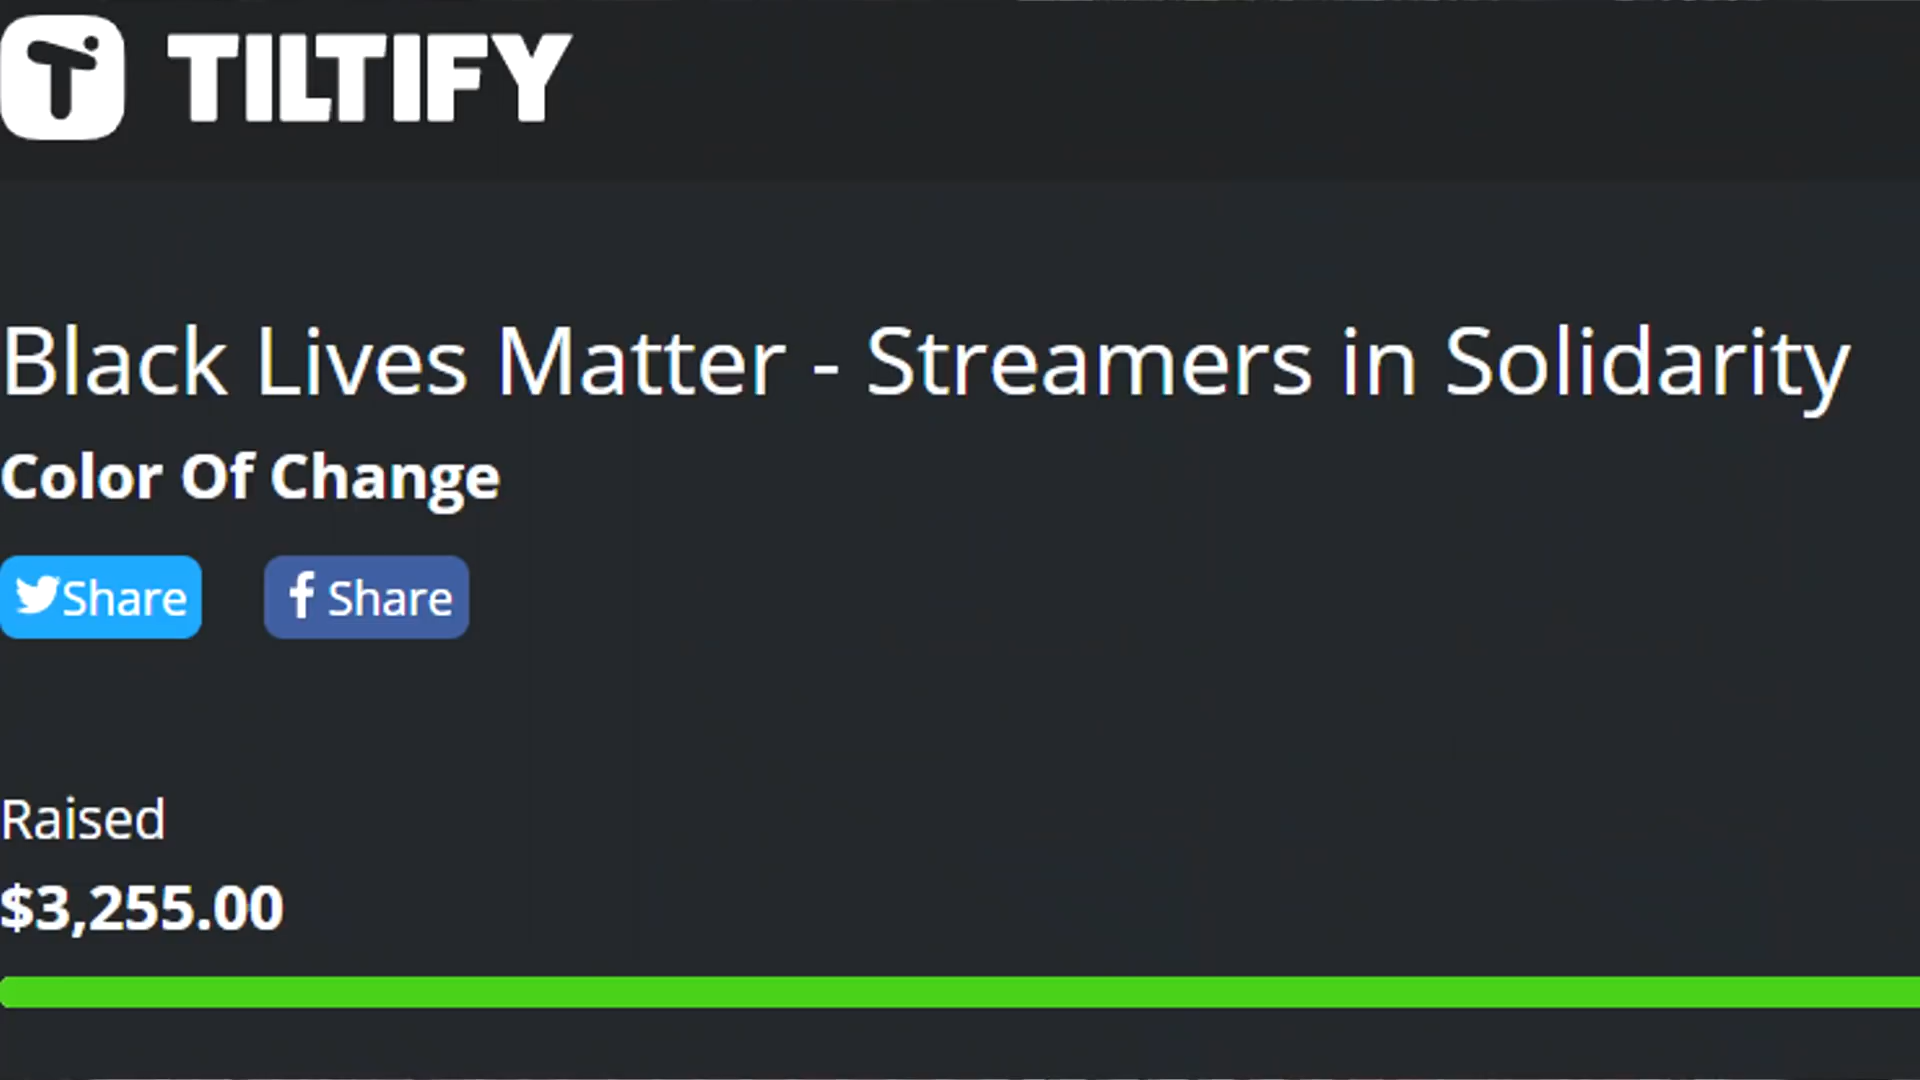 TILTIFY
Black Lives Matter - Streamers in Solidarity
Color Of Change
Share Share
Raised
$3,255.00